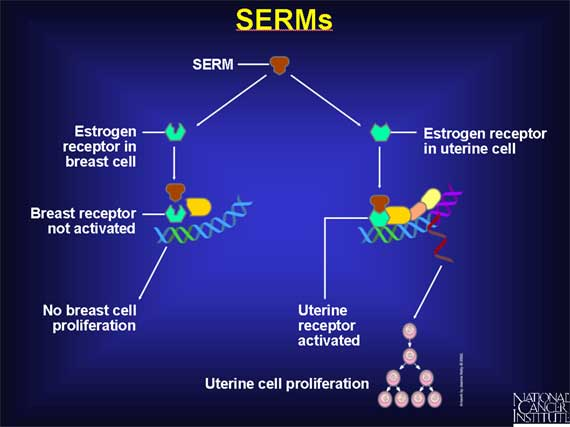 SERMs
SERM
Estrogen
receptor in
breast cell
Estrogen receptor
in uterine cell
Breast receptor
not activated
No breast cell
proliferation
Uterine
receptor
activated
Uterine cell proliferation
NATIONAL
CANCER
INSTITUTE